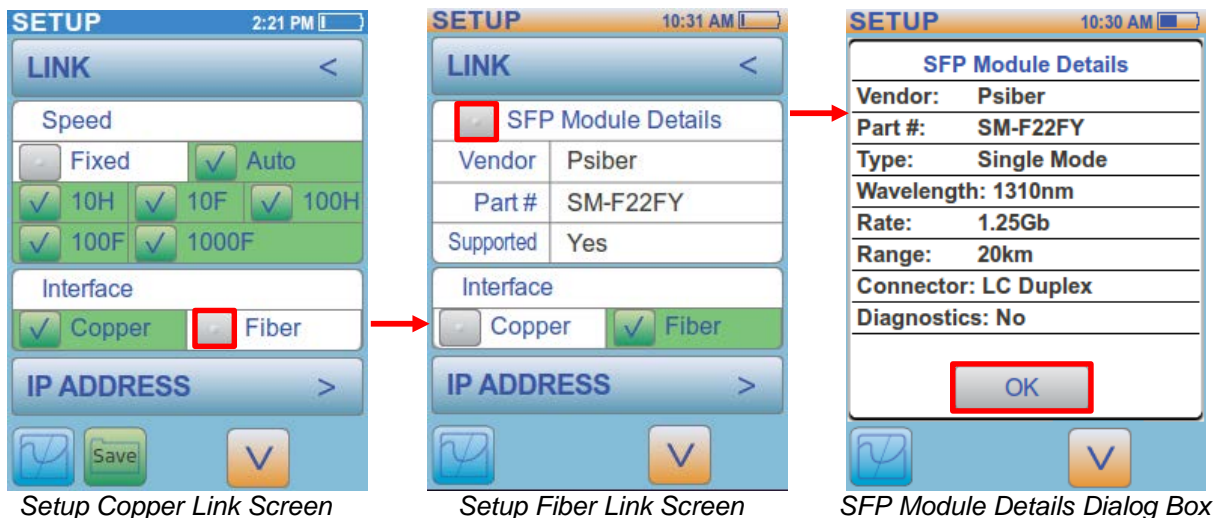 SETUP 2:21 PM
LINK <
Speed
Fixed Auto
10H 10F 100H
100F 1000F
Interface
Copper Fiber
IP ADDRESS >
Save
Setup Copper Link Screen
SETUP 10:31 AM
LINK <
SFP Module Details
Vendor Psiber
Part # SM-F22FY
Supported Yes
Interface
Copper Fiber
IP ADDRESS >
Setup Fiber Link Screen
SETUP 10:30 AM
SFP Module Details
Vendor: Psiber
Part #: SM-F22FY
Type: Single Mode
Wavelength: 1310nm
Rate: 1.25Gb
Range: 20km
Connector: LC Duplex
Diagnostics: No
OK
SFP Module Details Dialog Box